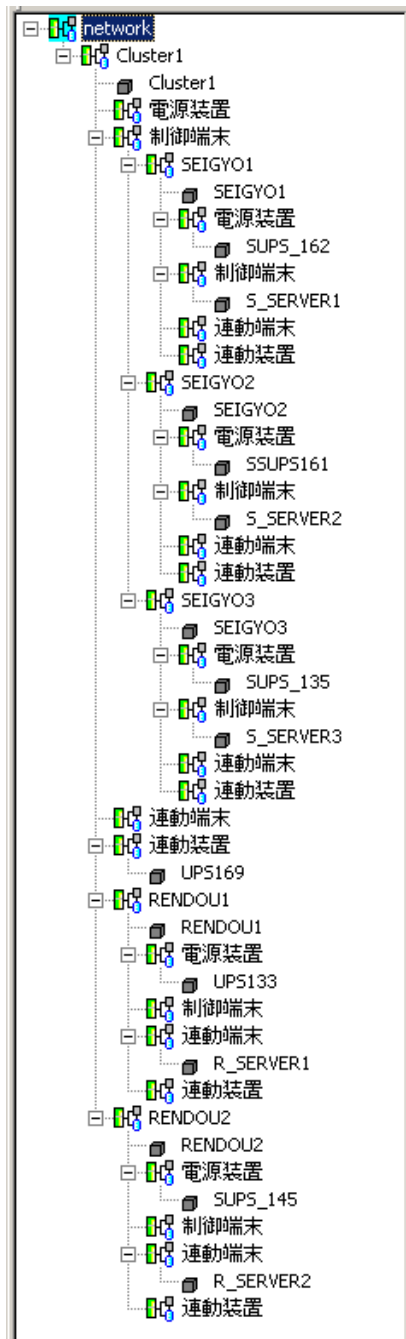 network
Cluster1
Cluster1
電源装置
制御端末
SEIGYO1
SEIGYO1
電源装置
SUPS_162
制御端末
S_SERVER1
連動端末
連動装置
SEIGYO2
SEIGYO2
電源装置
SSUPS161
制御端末
S_SERVER2
連動端末
連動装置
SEIGYO3
SEIGYO3
電源装置
SUPS_135
制御端末
S_SERVER3
連動端末
連動装置
連動端末
連動装置
UPS169
RENDOU1
RENDOU1
電源装置
UPS133
制御端末
連動端末
R_SERVER1
連動装置
RENDOU2
RENDOU2
電源装置
SUPS_145
制御端末
連動端末
R_SERVER2
連動装置